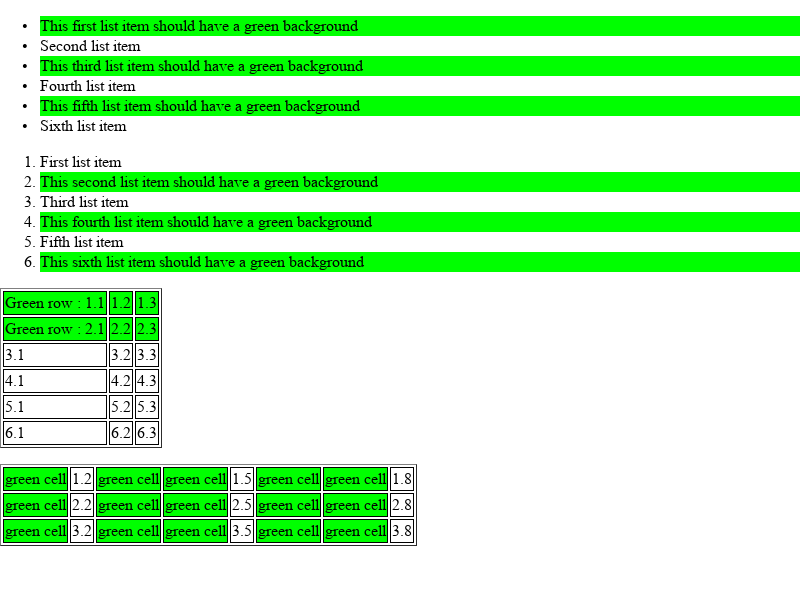 • This first list item should have a green background
• Second list item
• This third list item should have a green background
• Fourth list item
• This fifth list item should have a green background
• Sixth list item
1. First list item
2. This second list item should have a green background
3. Third list item
4. This fourth list item should have a green background
5. Fifth list item
6. This sixth list item should have a green background
Green row : 1.1 1.2 1.3
Green row : 2.1 2.2 2.3
3.1 3.2 3.3
4.1 4.2 4.3
5.1 5.2 5.3
6.1 6.2 6.3
green cell 1.2 green cell green cell 1.5 green cell green cell 1.8
green cell 2.2 green cell green cell 2.5 green cell green cell 2.8
green cell 3.2 green cell green cell 3.5 green cell green cell 3.8